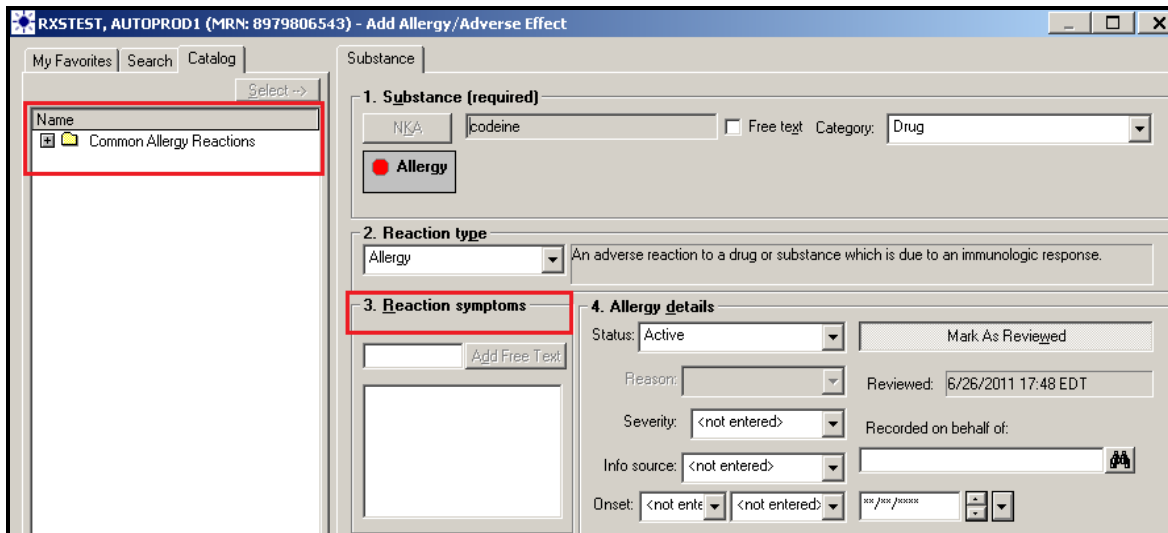 RXSTEST, AUTOPROD1 (MRN: 8979806543) - Add Allergy/Adverse Effect
My Favorites Search Catalog
Select -->
Name
Common Allergy Reactions
Substance
1. Substance (required)
NKA codeine Free text Category: Drug
Allergy
2. Reaction type
Allergy An adverse reaction to a drug or substance which is due to an immunologic response.
3. Reaction symptoms
Add Free Text
4. Allergy details
Status: Active Mark As Reviewed
Reason: Reviewed: 6/26/2011 17:48 EDT
Severity: <not entered> Recorded on behalf of:
Info source: <not entered>
Onset: <not ente <not entered> **/**/****